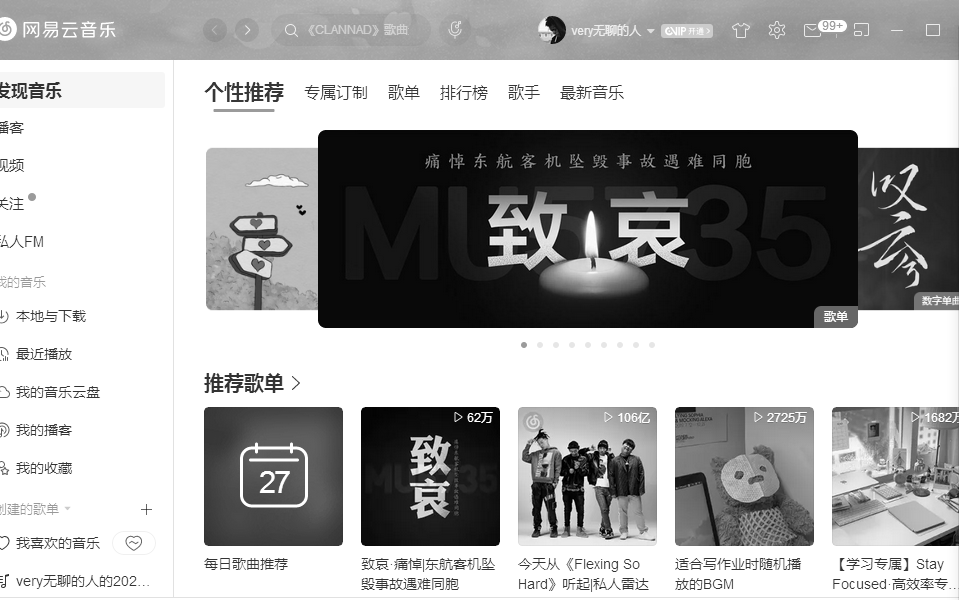 网易云音乐
《CLANNAD》歌曲
very无聊的人
VIP开通
99+
发现音乐
播客
视频
关注
私人FM
我的音乐
本地与下载
最近播放
我的音乐云盘
我的播客
我的收藏
创建的歌单
我喜欢的音乐
very无聊的人的202...
个性推荐 专属订制 歌单 排行榜 歌手 最新音乐
痛悼东航客机坠毁事故遇难同胞
MU5735
致哀
歌单
叹云兮
数字单曲
推荐歌单
27
每日歌曲推荐
62万
MU5735
致哀
致哀·痛悼|东航客机坠
毁事故遇难同胞
106亿
今天从《Flexing So
Hard》听起|私人雷达
2725万
适合写作业时随机播
放的BGM
1682万
【学习专属】Stay
Focused·高效率专...